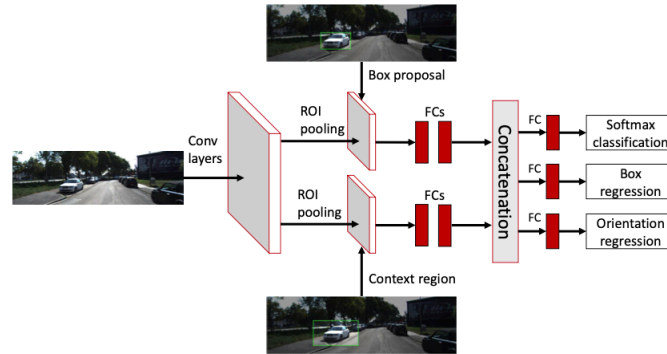 Box proposal
ROI
pooling
FCs
Conv
layers
ROI
pooling
FCs
Context region
Concatenation
FC
Softmax
classification
FC
Box
regression
FC
Orientation
regression